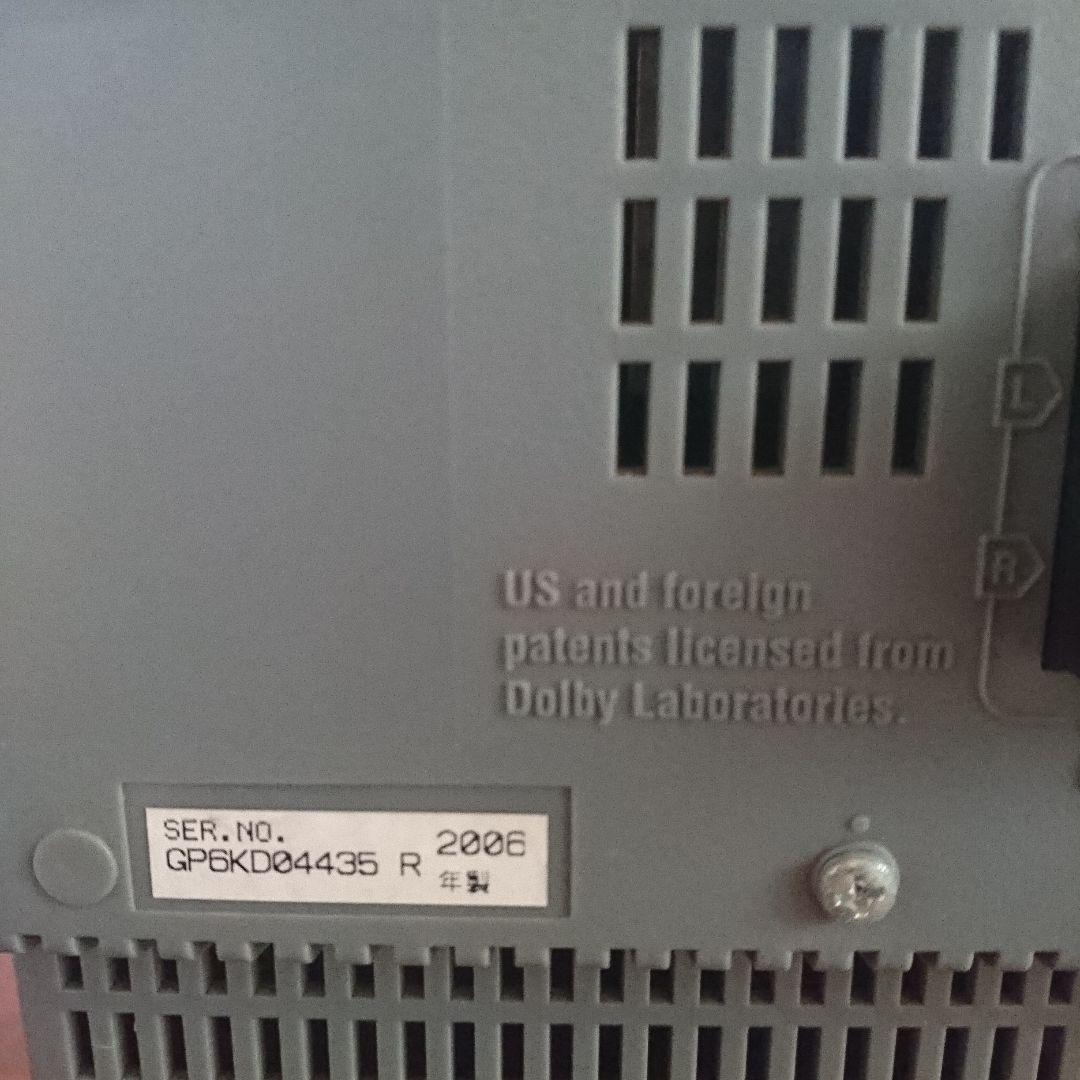 L
R
US and foreign
patents licensed from
Dolby Laboratories.
SER.NO.
GP6KD04435 R
2006
年製